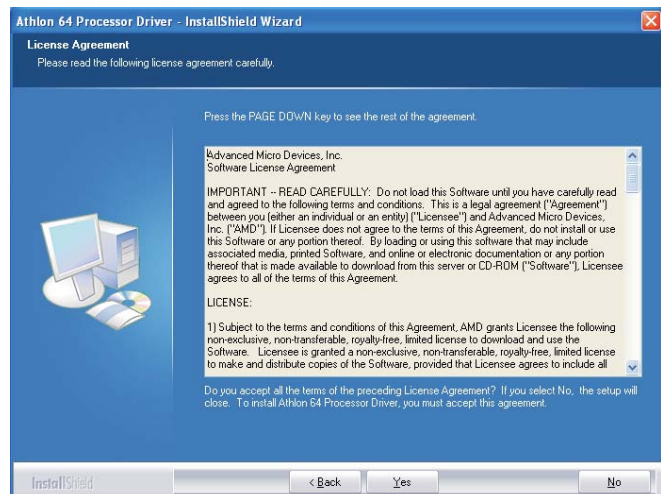 Athlon 64 Processor Driver - InstallShield Wizard
License Agreement
Please read the following license agreement carefully.
Press the PAGE DOWN key to see the rest of the agreement.
Advanced Micro Devices, Inc.
Software License Agreement
IMPORTANT -- READ CAREFULLY: Do not load this Software until you have carefully read
and agreed to the following terms and conditions. This is a legal agreement ("Agreement")
between you (either an individual or an entity) ("Licensee") and Advanced Micro Devices,
Inc. ("AMD"). If Licensee does not agree to the terms of this Agreement, do not install or use
this Software or any portion thereof. By loading or using this software that may include
associated media, printed Software, and online or electronic documentation or any portion
thereof that is made available to download from this server or CD-ROM ("Software"), Licensee
agrees to all of the terms of this Agreement.
LICENSE:
1) Subject to the terms and conditions of this Agreement, AMD grants Licensee the following
non-exclusive, non-transferable, royalty-free, limited license to download and use the
Software. Licensee is granted a non-exclusive, non-transferable, royalty-free, limited license
to make and distribute copies of the Software, provided that Licensee agrees to include all
Do you accept all the terms of the preceding License Agreement? If you select No, the setup will
close. To install Athlon 64 Processor Driver, you must accept this agreement.
InstallShield
< Back
Yes
No